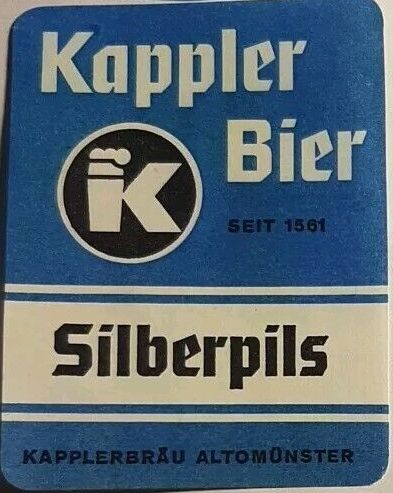 Kappler
Bier
K
SEIT 1561
Silberpils
KAPPLERBRÄU ALTOMÜNSTER